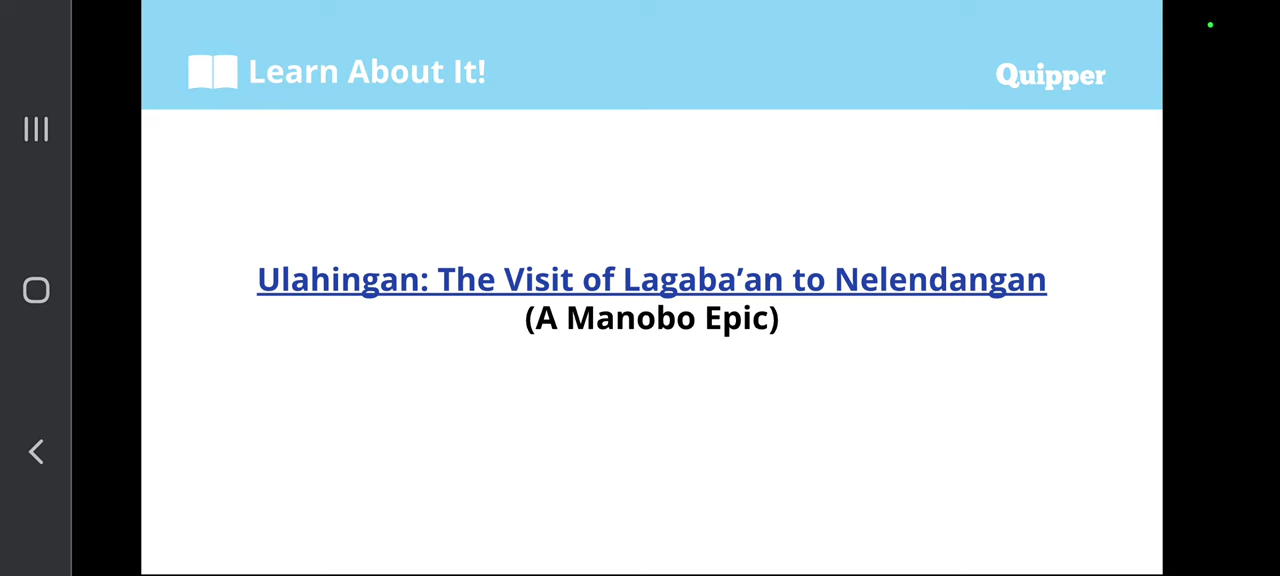 Learn About It!
Quipper
Ulahingan: The Visit of Lagaba’an to Nelendangan
(A Manobo Epic)